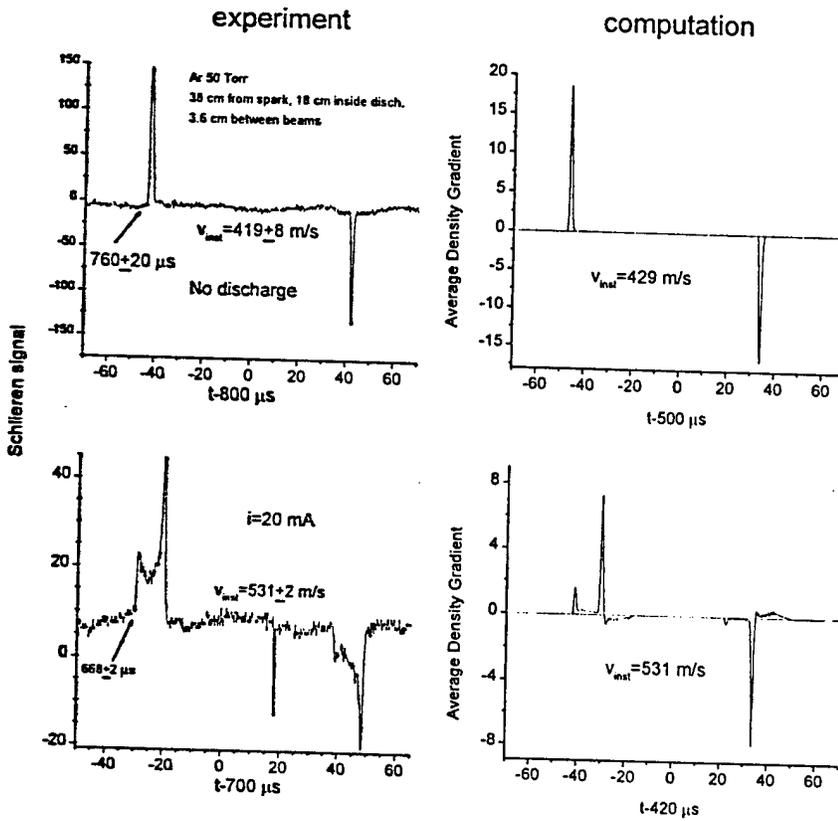 experiment
computation
Schlieren signal
150
100
50
0
-50
-100
-150
Ar 50 Torr
38 cm from spark, 18 cm inside disch.
3.6 cm between beams
v_inst=419±8 m/s
760±20 μs
No discharge
-60 -40 -20 0 20 40 60
t-800 μs
Average Density Gradient
20
15
10
5
0
-5
-10
-15
v_inst=429 m/s
-60 -40 -20 0 20 40 60
t-500 μs
40
20
0
-20
i=20 mA
v_inst=531±2 m/s
668±2 μs
-40 -20 0 20 40 60
t-700 μs
Average Density Gradient
8
4
0
-4
-8
v_inst=531 m/s
-60 -40 -20 0 20 40 60
t-420 μs